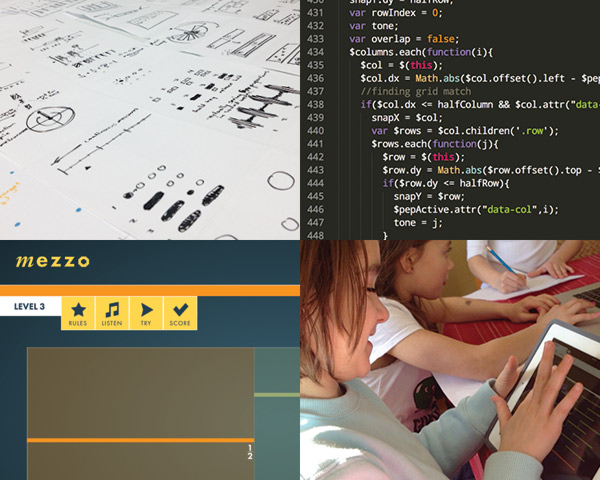 430
snapY.dy = halfRow;
431 var rowIndex = 0;
432 var tone;
433 var overlap = false;
434 $columns.each(function(i){
435 $col = $(this);
436 $col.dx = Math.abs($col.offset().left - $pe
437 //finding grid match
438 if($col.dx <= halfColumn && $col.attr("data-
439 snapX = $col;
440 var $rows = $col.children('.row');
441 $rows.each(function(j){
442 $row = $(this);
443 $row.dy = Math.abs($row.offset().top - $
444 if($row.dy <= halfRow){
445 snapY = $row;
446 $pepActive.attr("data-col",i);
447 tone = j;
448 }
mezzo
LEVEL 3
RULES LISTEN TRY SCORE
1
2